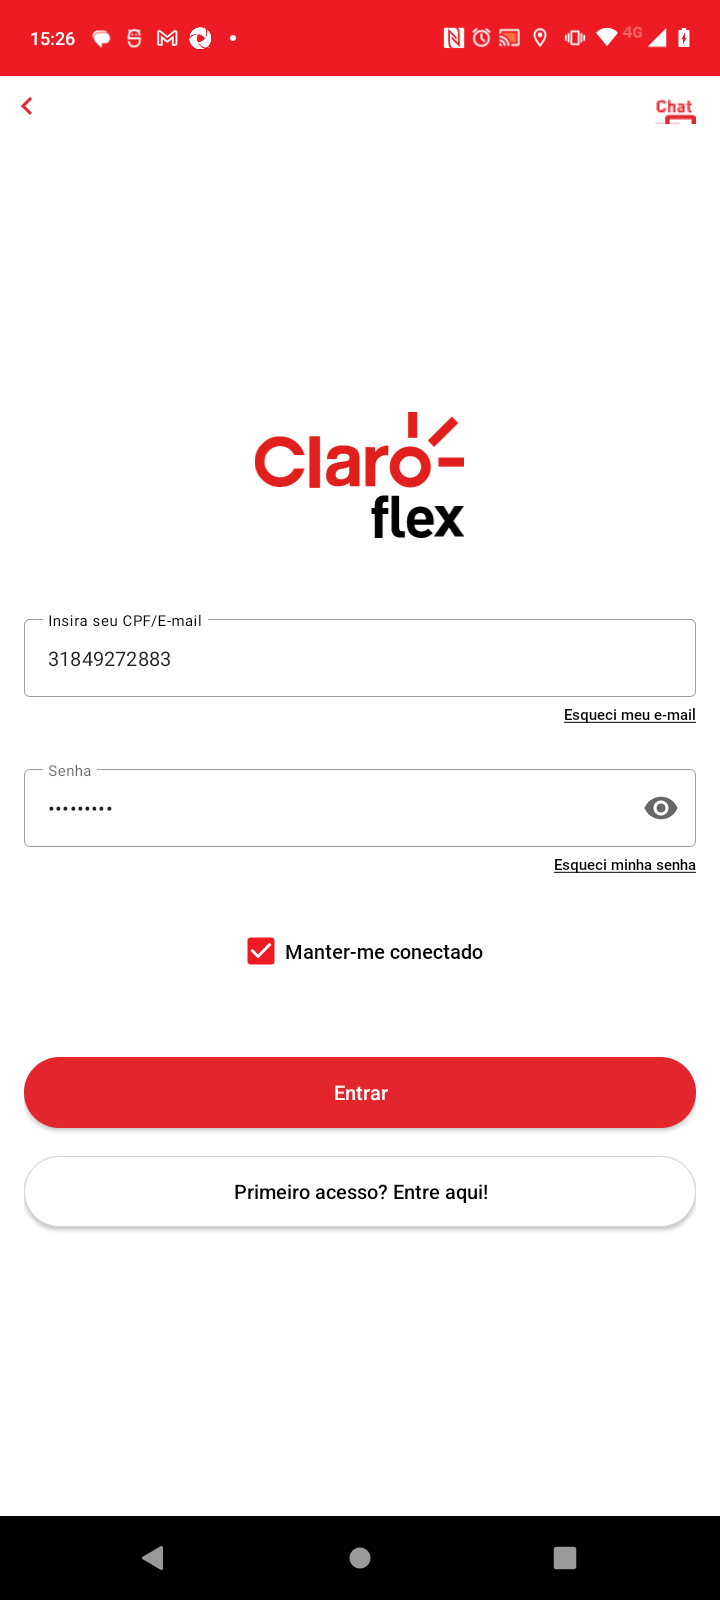 15:26
4G
Chat
Claro
flex
Insira seu CPF/E-mail
31849272883
Esqueci meu e-mail
Senha
•••••••••
Esqueci minha senha
Manter-me conectado
Entrar
Primeiro acesso? Entre aqui!